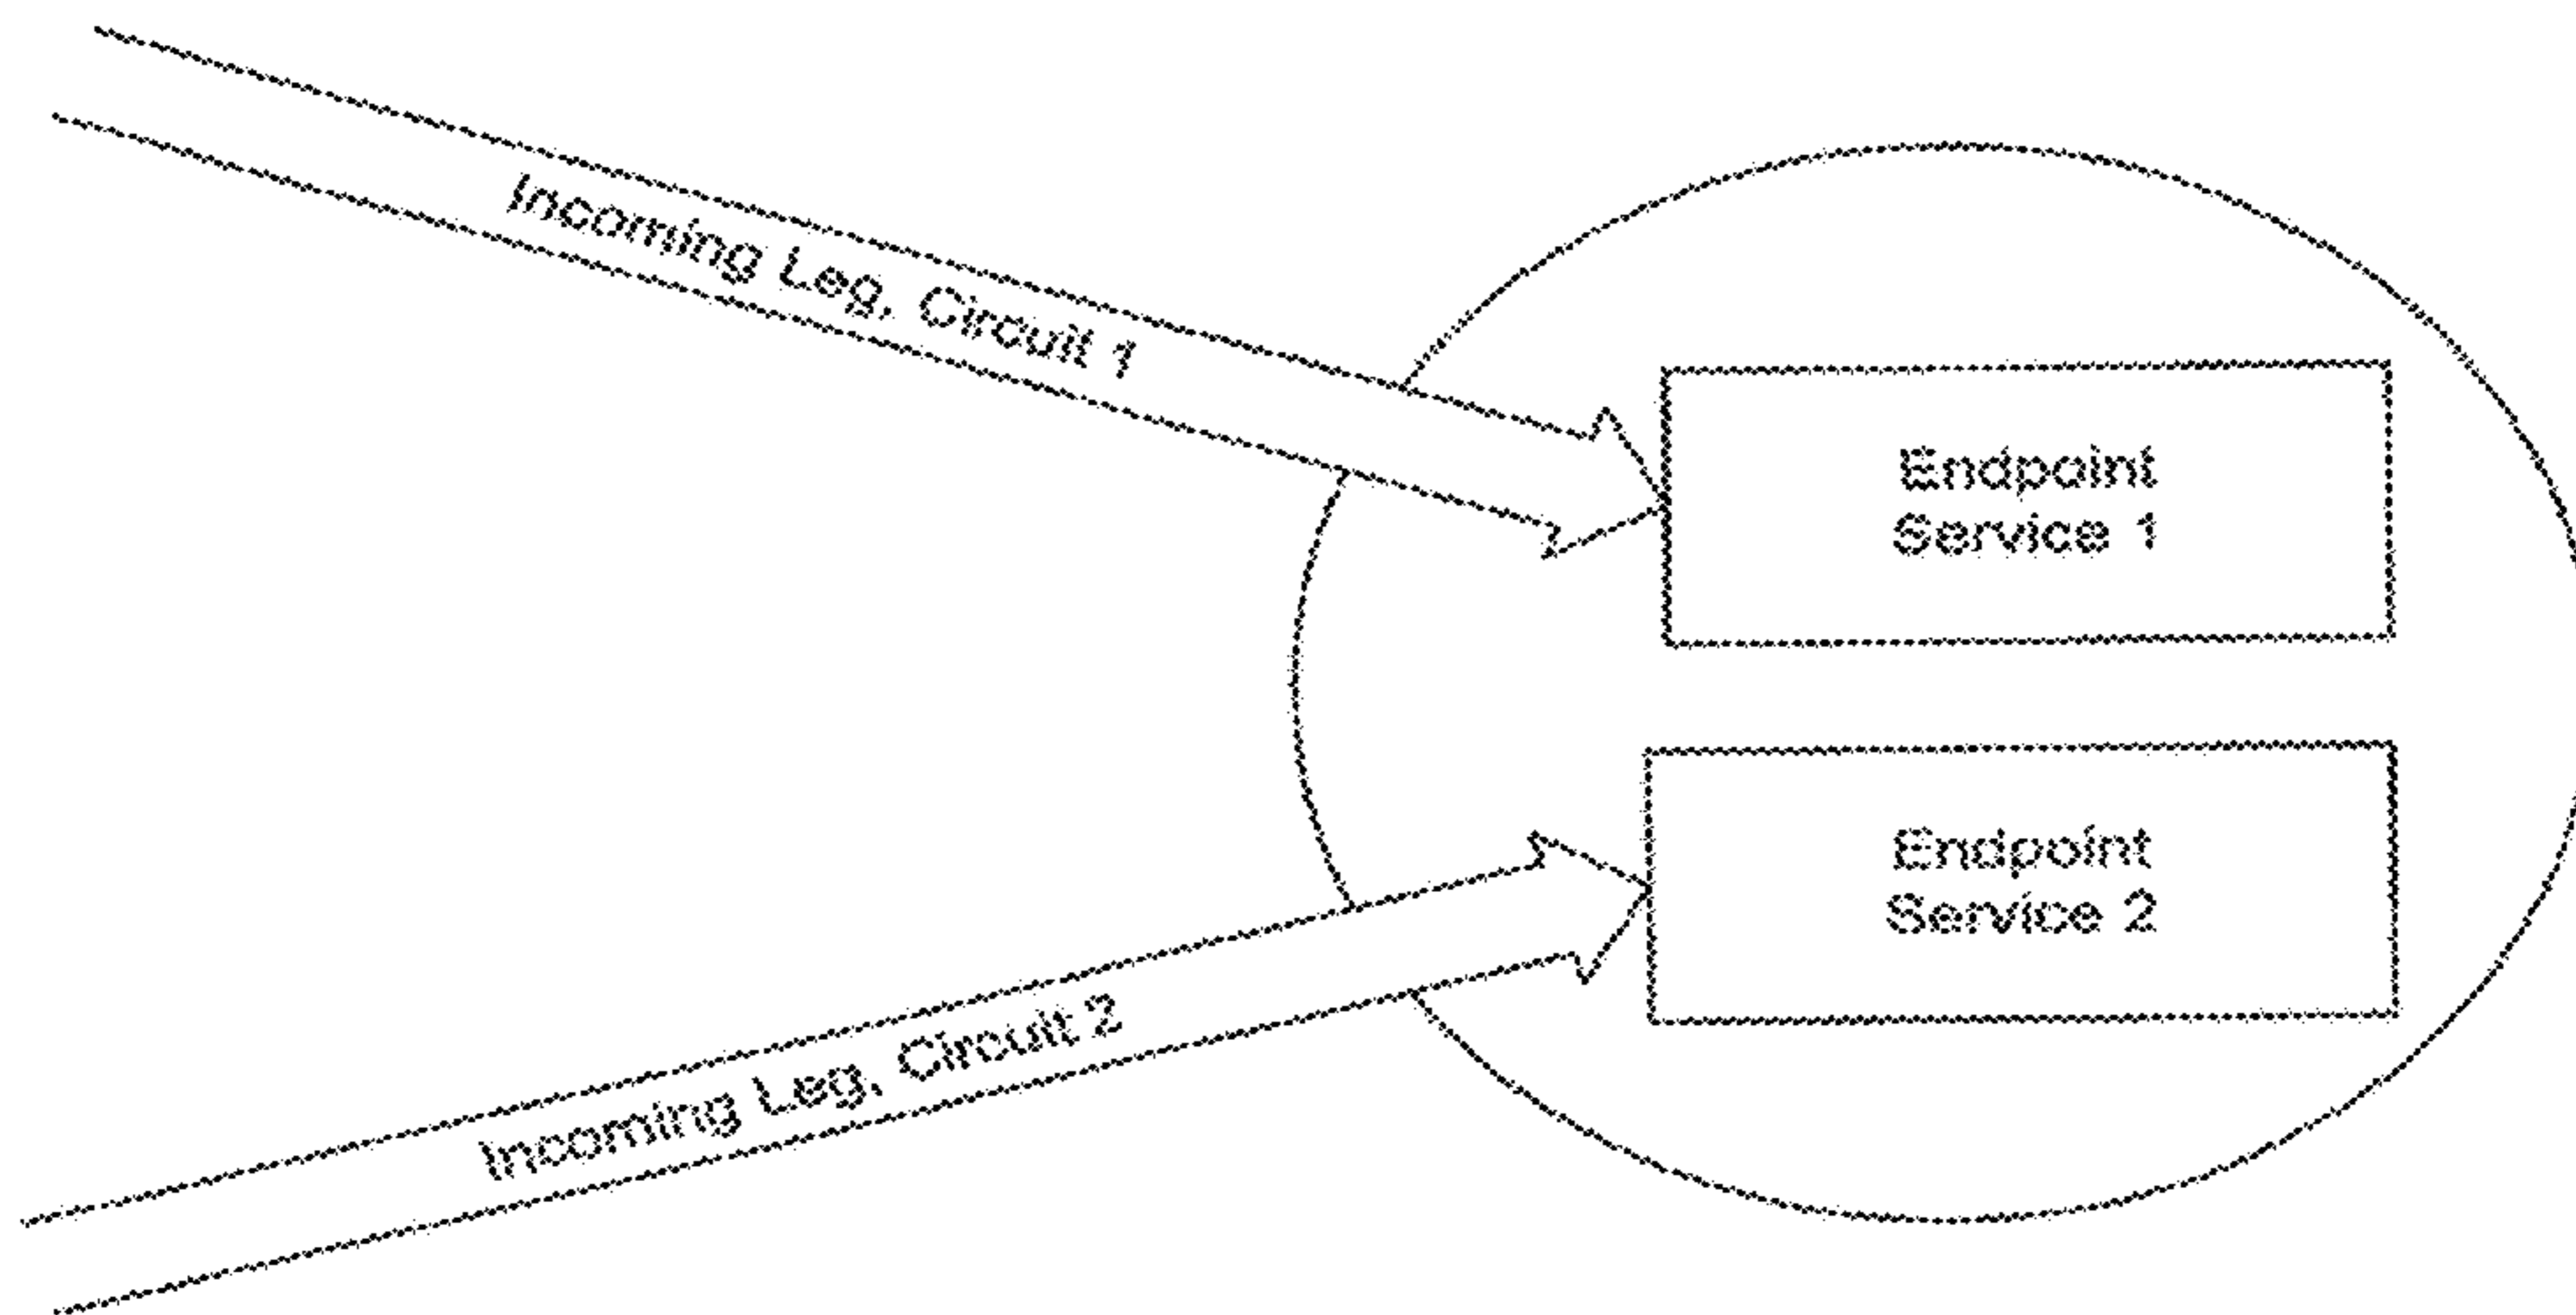 Incoming Leg, Circuit 1
Endpoint
Service 1
Endpoint
Service 2
Incoming Leg, Circuit 2